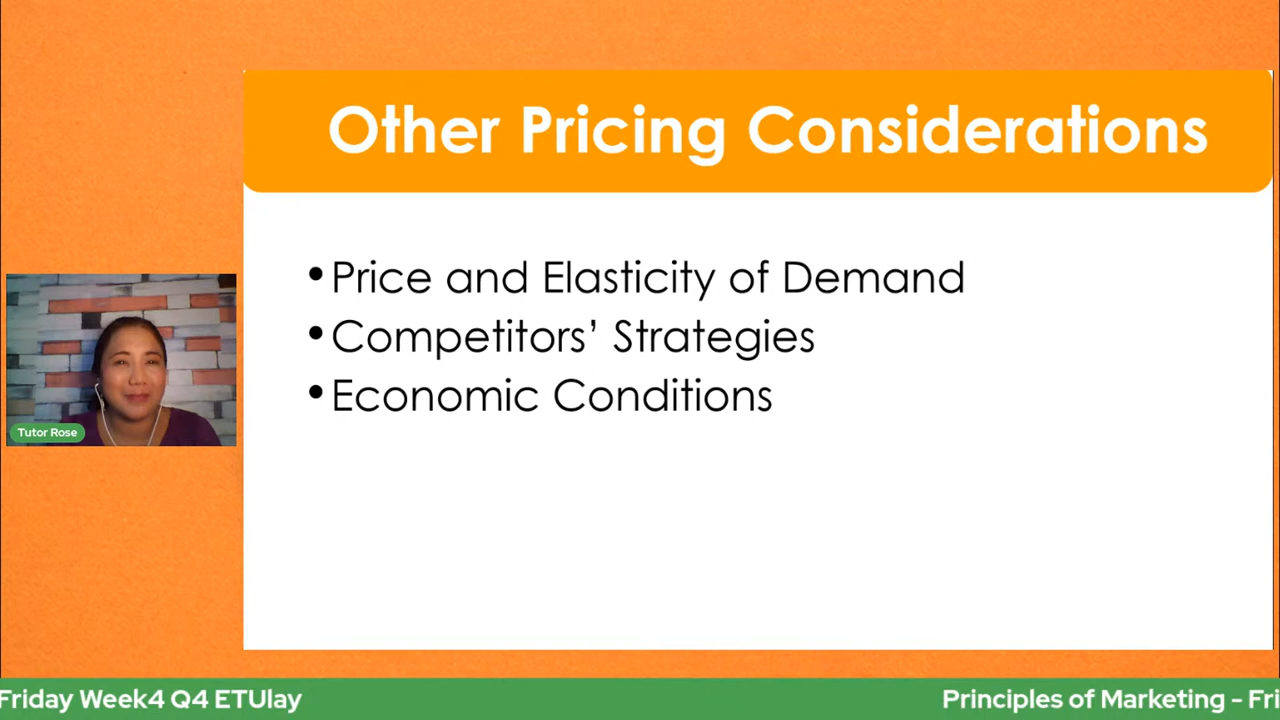 Other Pricing Considerations
•Price and Elasticity of Demand
•Competitors’ Strategies
•Economic Conditions
Tutor Rose
Friday Week4 Q4 ETUlay
Principles of Marketing - Fri